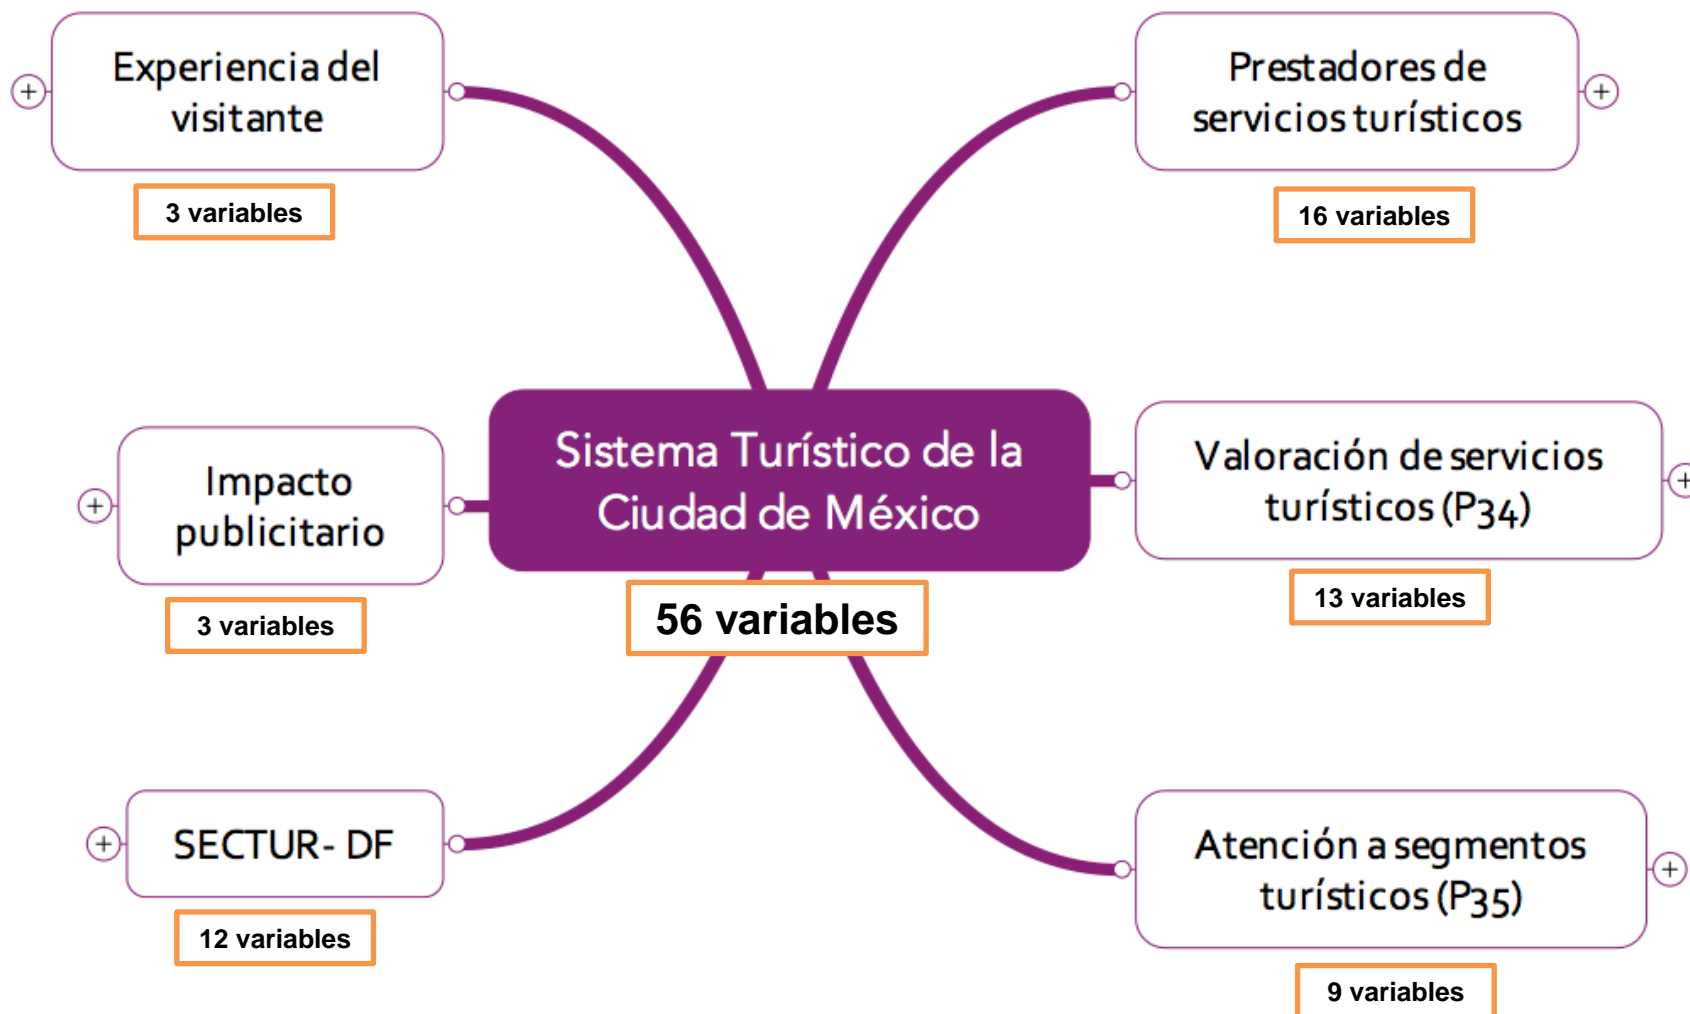 Experiencia del
visitante
3 variables
Prestadores de
servicios turísticos
16 variables
Impacto
publicitario
3 variables
Sistema Turístico de la
Ciudad de México
56 variables
Valoración de servicios
turísticos (P34)
13 variables
SECTUR- DF
12 variables
Atención a segmentos
turísticos (P35)
9 variables